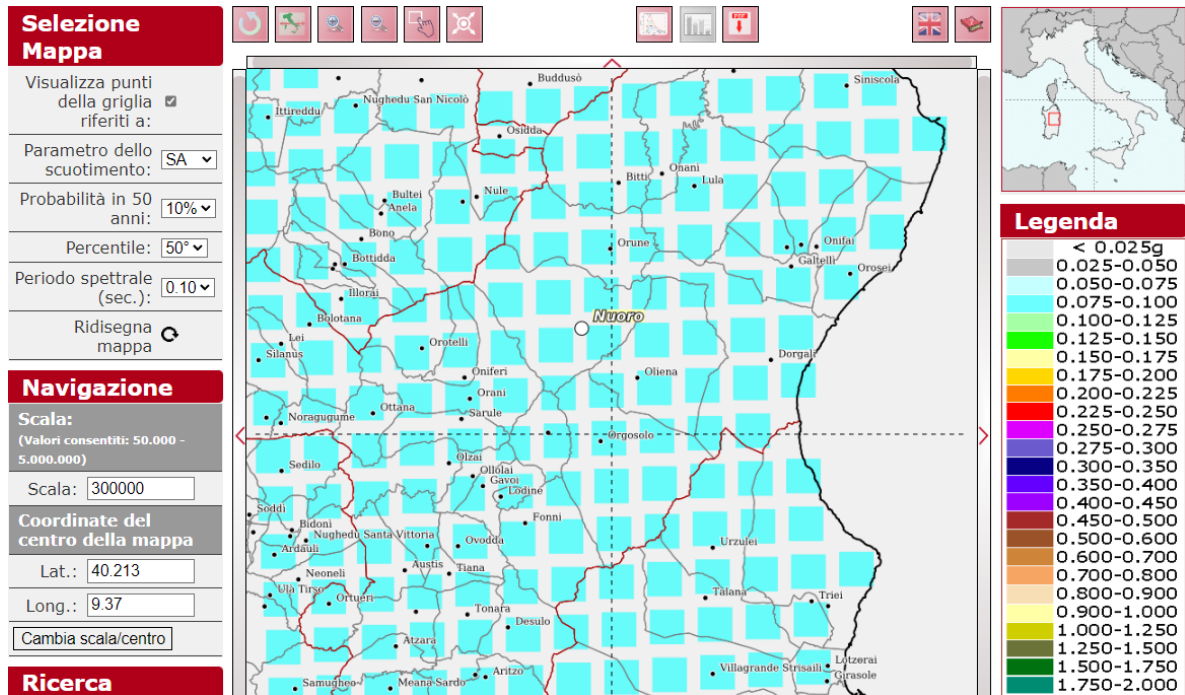 Selezione
Mappa
Visualizza punti
della griglia
riferiti a:
Parametro dello
scuotimento:
SA
Probabilità in 50
anni:
10%
Percentile:
50°
Periodo spettrale
(sec.):
0.10
Ridisegna
mappa
Navigazione
Scala:
(Valori consentiti: 50.000 -
5.000.000)
Scala:
300000
Coordinate del
centro della mappa
Lat.:
40.213
Long.:
9.37
Cambia scala/centro
Ricerca
PDF
Buddusò
Siniscola
Nughedu San Nicolò
Ittireddu
Osidda
Onanì
Bitti
Lula
Bultei
Nule
Anela
Bono
Orune
Onifai
Bottidda
Galtellì
Orosei
Illorai
Nuoro
Bolotana
Lei
Silanus
Orotelli
Dorgali
Oniferi
Oliena
Orani
Ottana
Noragugume
Sarule
Orgosolo
Olzai
Sedilo
Ollolai
Gavoi
Lodine
Soddì
Fonni
Bidonì
Nughedu Santa Vittoria
Ovodda
Urzulei
Ardauli
Austis
Tiana
Neoneli
Ula Tirso
Ortueri
Talana
Triei
Tonara
Desulo
Atzara
Lotzorai
Aritzo
Villagrande Strisaili
Girasole
Samugheo
Meana Sardo
Legenda
< 0.025g
0.025-0.050
0.050-0.075
0.075-0.100
0.100-0.125
0.125-0.150
0.150-0.175
0.175-0.200
0.200-0.225
0.225-0.250
0.250-0.275
0.275-0.300
0.300-0.350
0.350-0.400
0.400-0.450
0.450-0.500
0.500-0.600
0.600-0.700
0.700-0.800
0.800-0.900
0.900-1.000
1.000-1.250
1.250-1.500
1.500-1.750
1.750-2.000